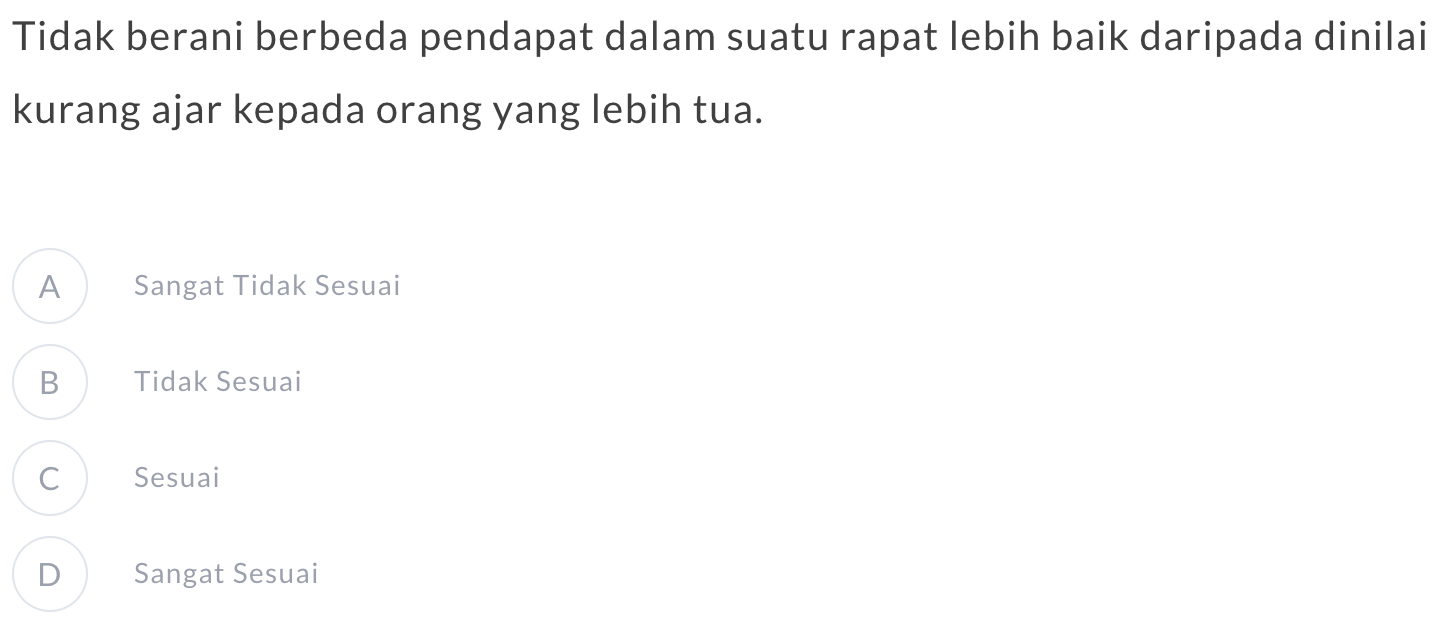 Tidak berani berbeda pendapat dalam suatu rapat lebih baik daripada dinilai
kurang ajar kepada orang yang lebih tua.
A Sangat Tidak Sesuai
B Tidak Sesuai
C Sesuai
D Sangat Sesuai